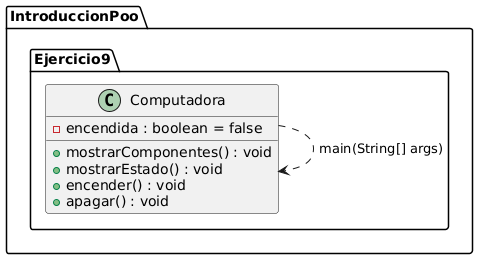 IntroduccionPoo
Ejercicio9
C Computadora
encendida : boolean = false
main(String[] args)
mostrarComponentes() : void
mostrarEstado() : void
encender() : void
apagar() : void